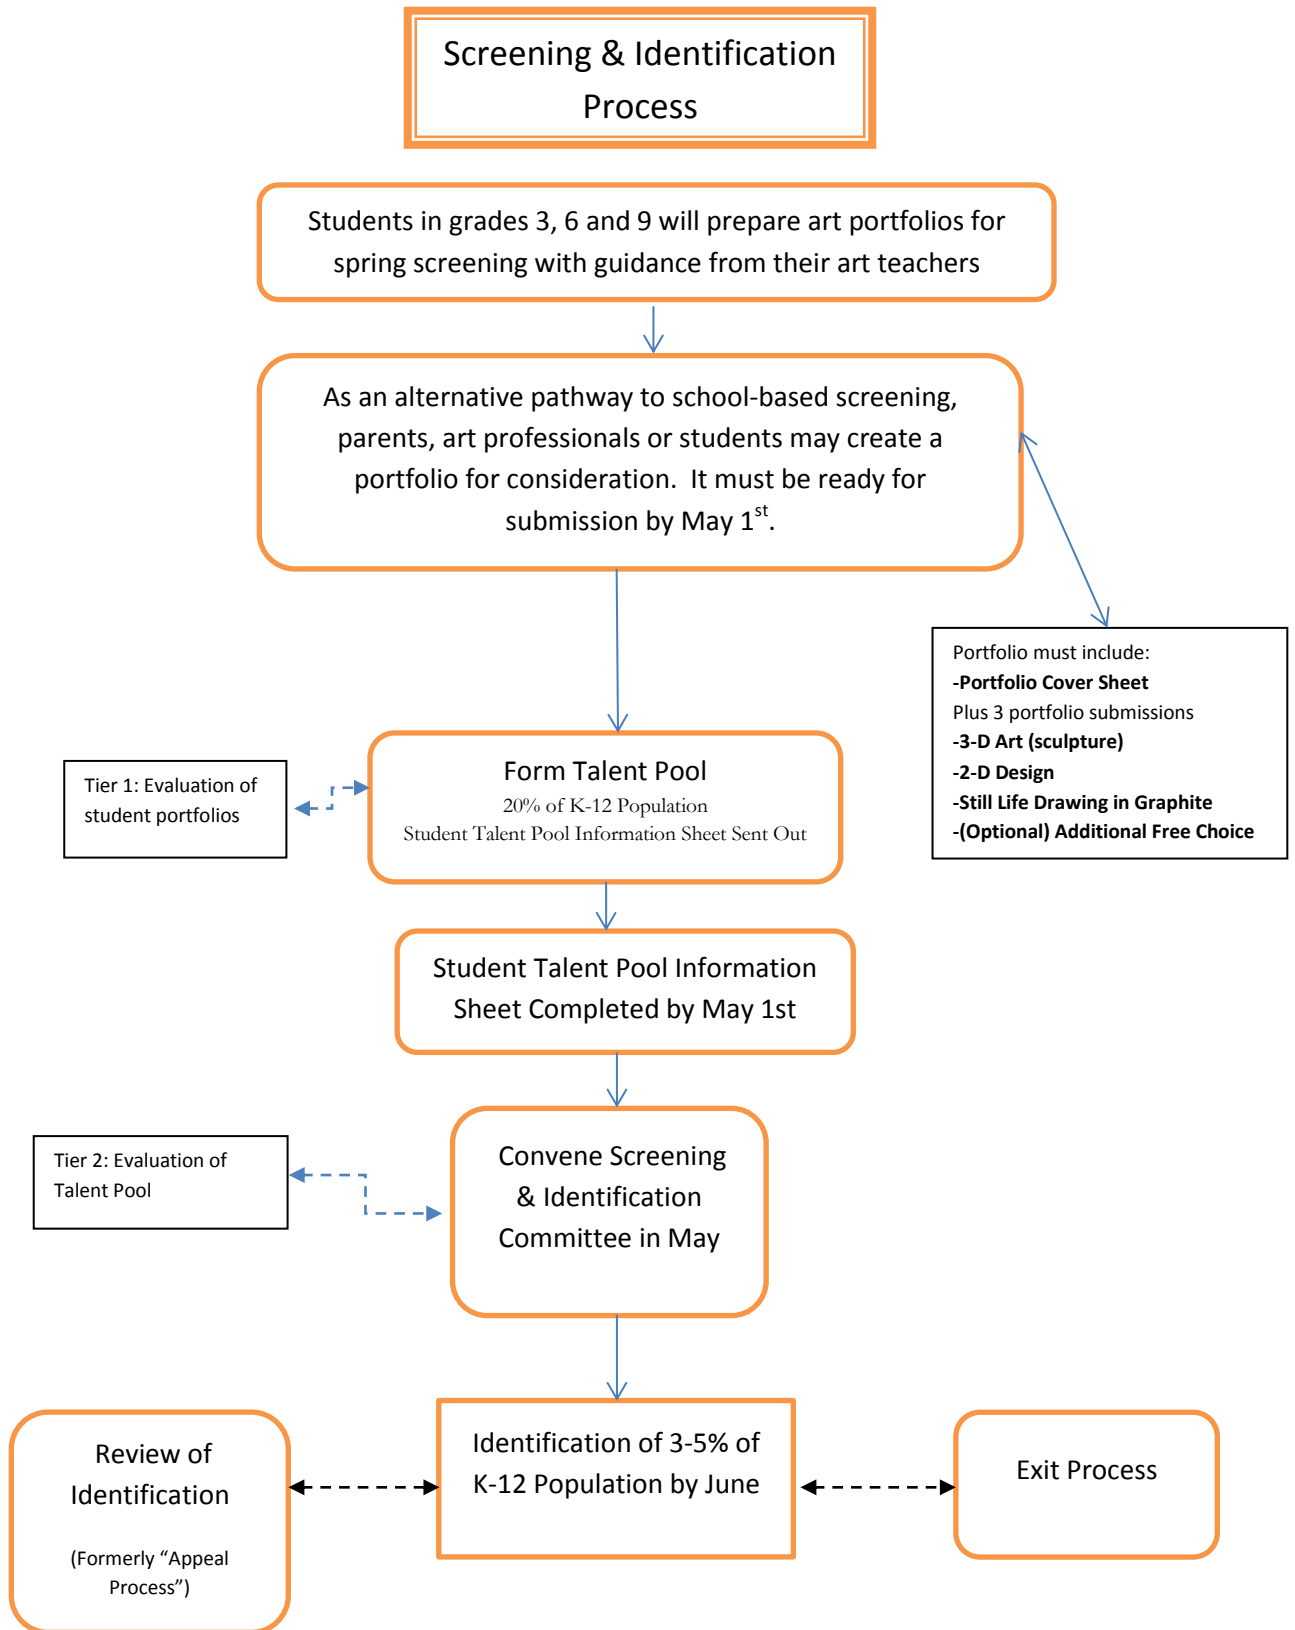 Screening & Identification
Process
Students in grades 3, 6 and 9 will prepare art portfolios for
spring screening with guidance from their art teachers
As an alternative pathway to school-based screening,
parents, art professionals or students may create a
portfolio for consideration.  It must be ready for
submission by May 1st.
Portfolio must include:
-Portfolio Cover Sheet
Plus 3 portfolio submissions
-3-D Art (sculpture)
-2-D Design
-Still Life Drawing in Graphite
-(Optional) Additional Free Choice
Tier 1: Evaluation of
student portfolios
Form Talent Pool
20% of K-12 Population
Student Talent Pool Information Sheet Sent Out
Student Talent Pool Information
Sheet Completed by May 1st
Tier 2: Evaluation of
Talent Pool
Convene Screening
& Identification
Committee in May
Review of
Identification
(Formerly “Appeal
Process”)
Identification of 3-5% of
K-12 Population by June
Exit Process